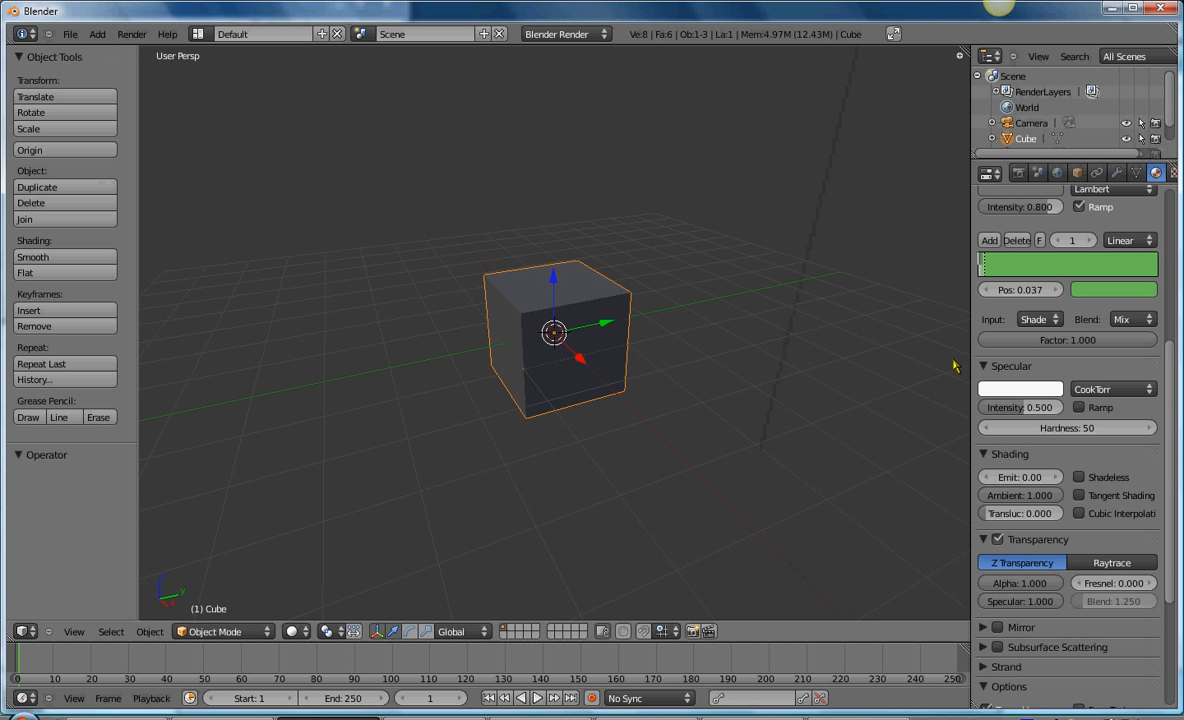 Blender
File Add Render Help Default Scene Blender Render Ve:8 | Fa:6 | Ob:1-3 | La:1 | Mem:4.97M (12.43M) | Cube
Object Tools
Transform:
Translate
Rotate
Scale
Origin
Object:
Duplicate
Delete
Join
Shading:
Smooth
Flat
Keyframes:
Insert
Remove
Repeat:
Repeat Last
History...
Grease Pencil:
Draw Line Erase
Operator
User Persp
(1) Cube
View Search All Scenes
Scene
RenderLayers
World
Camera
Cube
Lambert
Intensity: 0.800 Ramp
Add Delete F 1 Linear
Pos: 0.037
Input: Shade Blend: Mix
Factor: 1.000
Specular
CookTorr
Intensity: 0.500 Ramp
Hardness: 50
Shading
Emit: 0.00 Shadeless
Ambient: 1.000 Tangent Shading
Transluc: 0.000 Cubic Interpolati
Transparency
Z Transparency Raytrace
Alpha: 1.000 Fresnel: 0.000
Specular: 1.000 Blend: 1.250
Mirror
Subsurface Scattering
Strand
Options
View Select Object Object Mode Global
0 10 20 30 40 50 60 70 80 90 100 110 120 130 140 150 160 170 180 190 200 210 220 230 240 250
View Frame Playback Start: 1 End: 250 1 No Sync